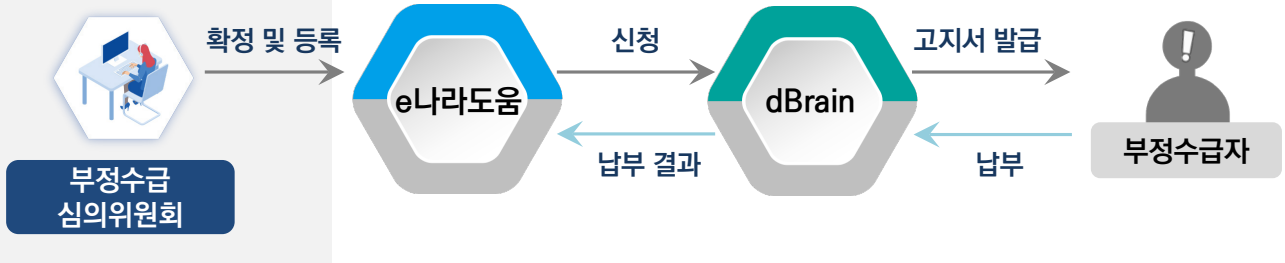 확정 및 등록
신청
고지서 발급
e나라도움
dBrain
납부 결과
납부
부정수급자
부정수급
심의위원회